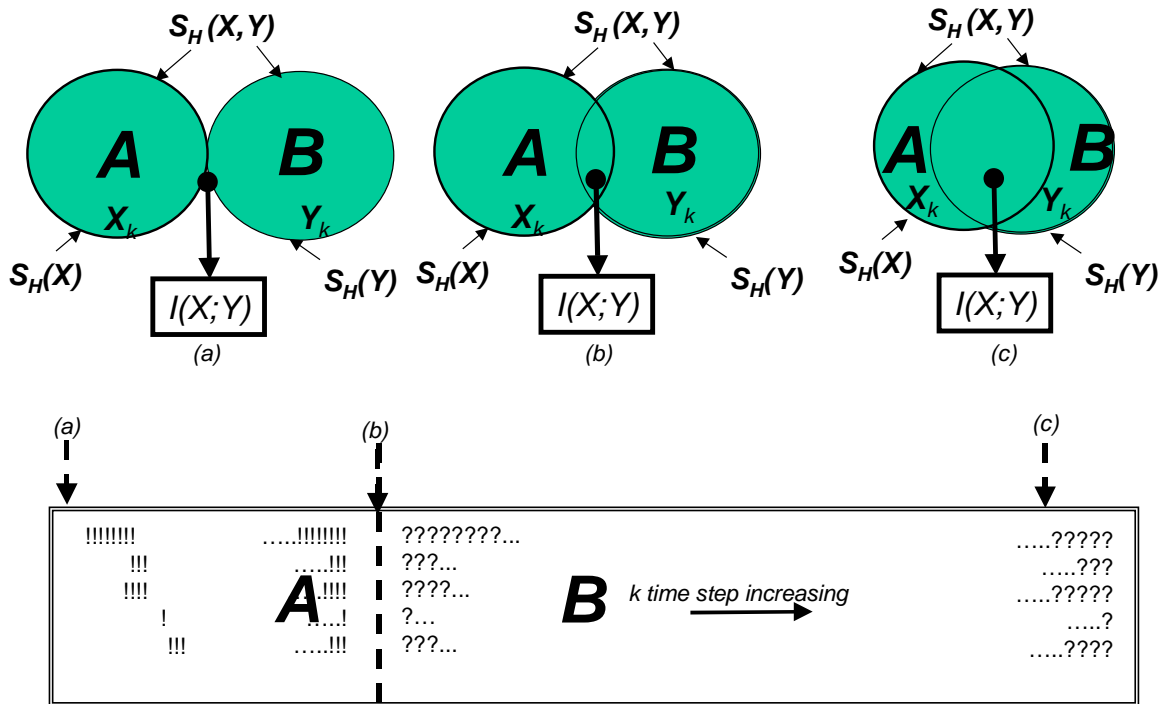 S_H(X,Y)
A
B
X_k
Y_k
S_H(X)
S_H(Y)
I(X;Y)
(a)
S_H(X,Y)
A
B
X_k
Y_k
S_H(X)
S_H(Y)
I(X;Y)
(b)
S_H(X,Y)
A
B
X_k
Y_k
S_H(X)
S_H(Y)
I(X;Y)
(c)
(a) (b) (c)
!!!!!!!! …..!!!!!!!! ????????... …..?????
!!! …..!!! ???... …..???
!!!! …..!!!! ????... …..?????
A
B
k time step increasing
! …..! ?… …..?
!!! …..!!! ???... …..????